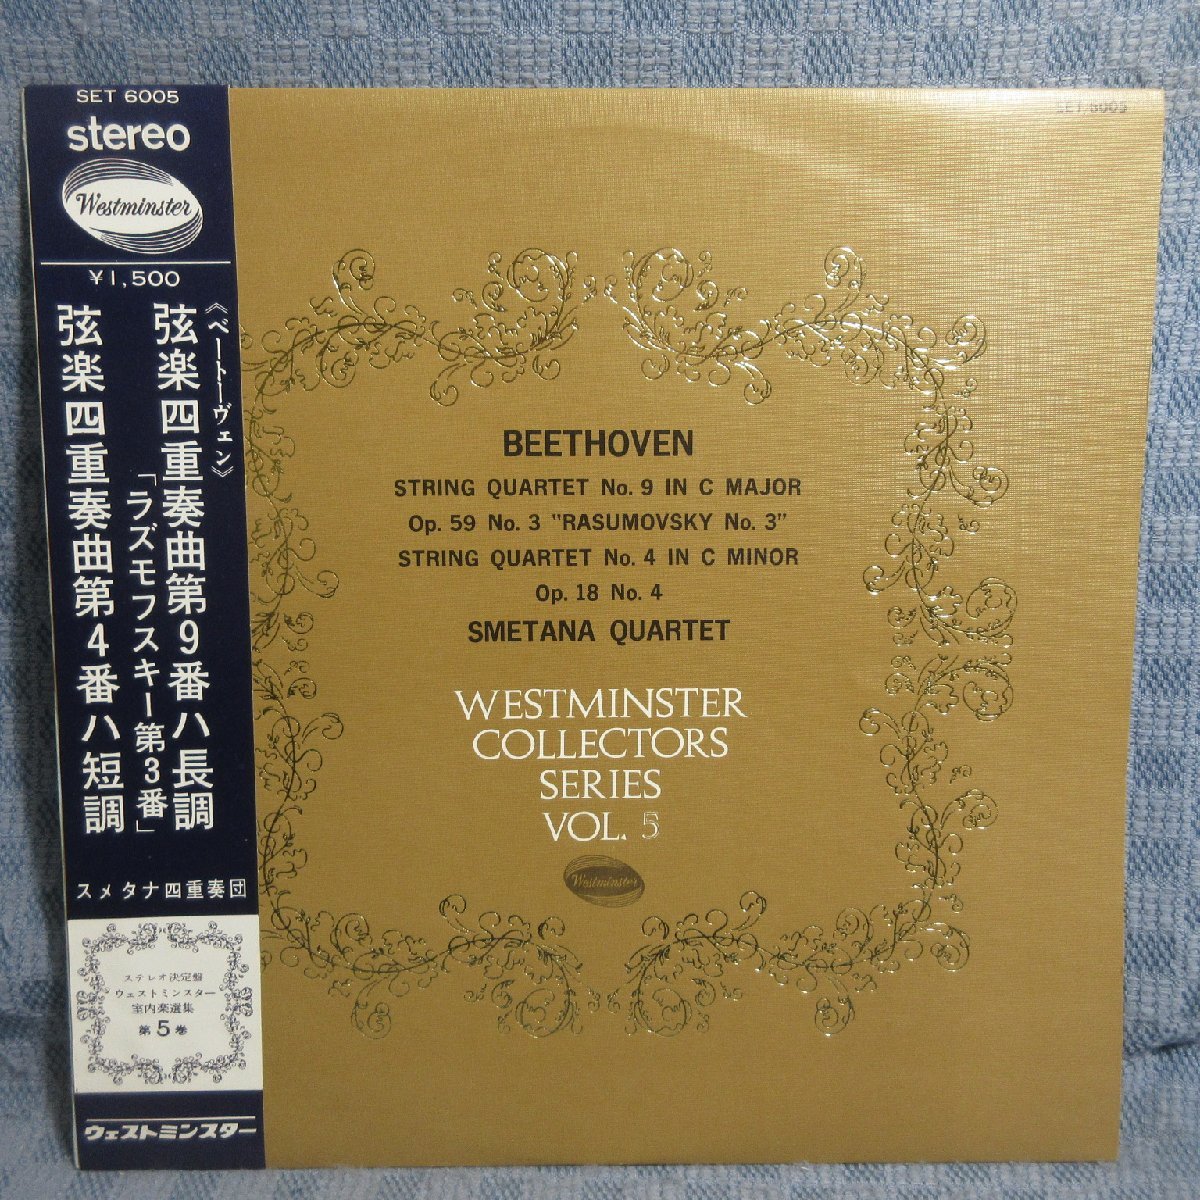 SET 6005
stereo
Westminster
¥1,500
《ベートーヴェン》
弦楽四重奏曲第9番ハ長調
「ラズモフスキー第3番」
弦楽四重奏曲第4番ハ短調
スメタナ四重奏団
ステレオ決定盤
ウェストミンスター
室内楽選集
第5巻
ウェストミンスター
SET 6005
BEETHOVEN
STRING QUARTET No. 9 IN C MAJOR
Op. 59 No. 3 "RASUMOVSKY No. 3"
STRING QUARTET No. 4 IN C MINOR
Op. 18 No. 4
SMETANA QUARTET
WESTMINSTER
COLLECTORS
SERIES
VOL. 5
Westminster